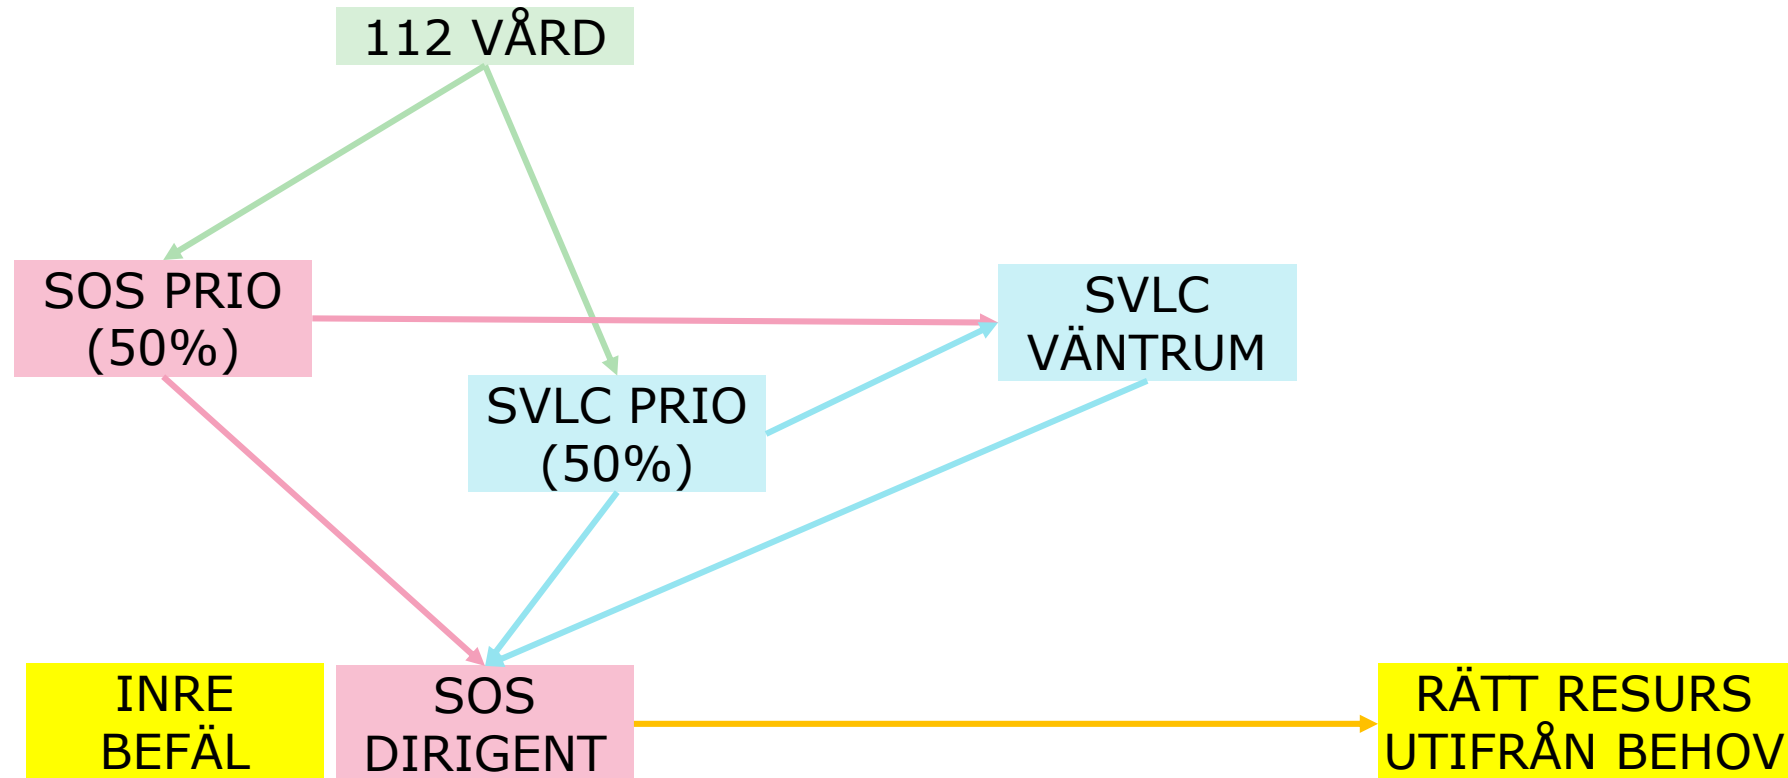 112 VÅRD
SOS PRIO
(50%)
SVLC
VÄNTRUM
SVLC PRIO
(50%)
INRE
BEFÄL
SOS
DIRIGENT
RÄTT RESURS
UTIFRÅN BEHOV